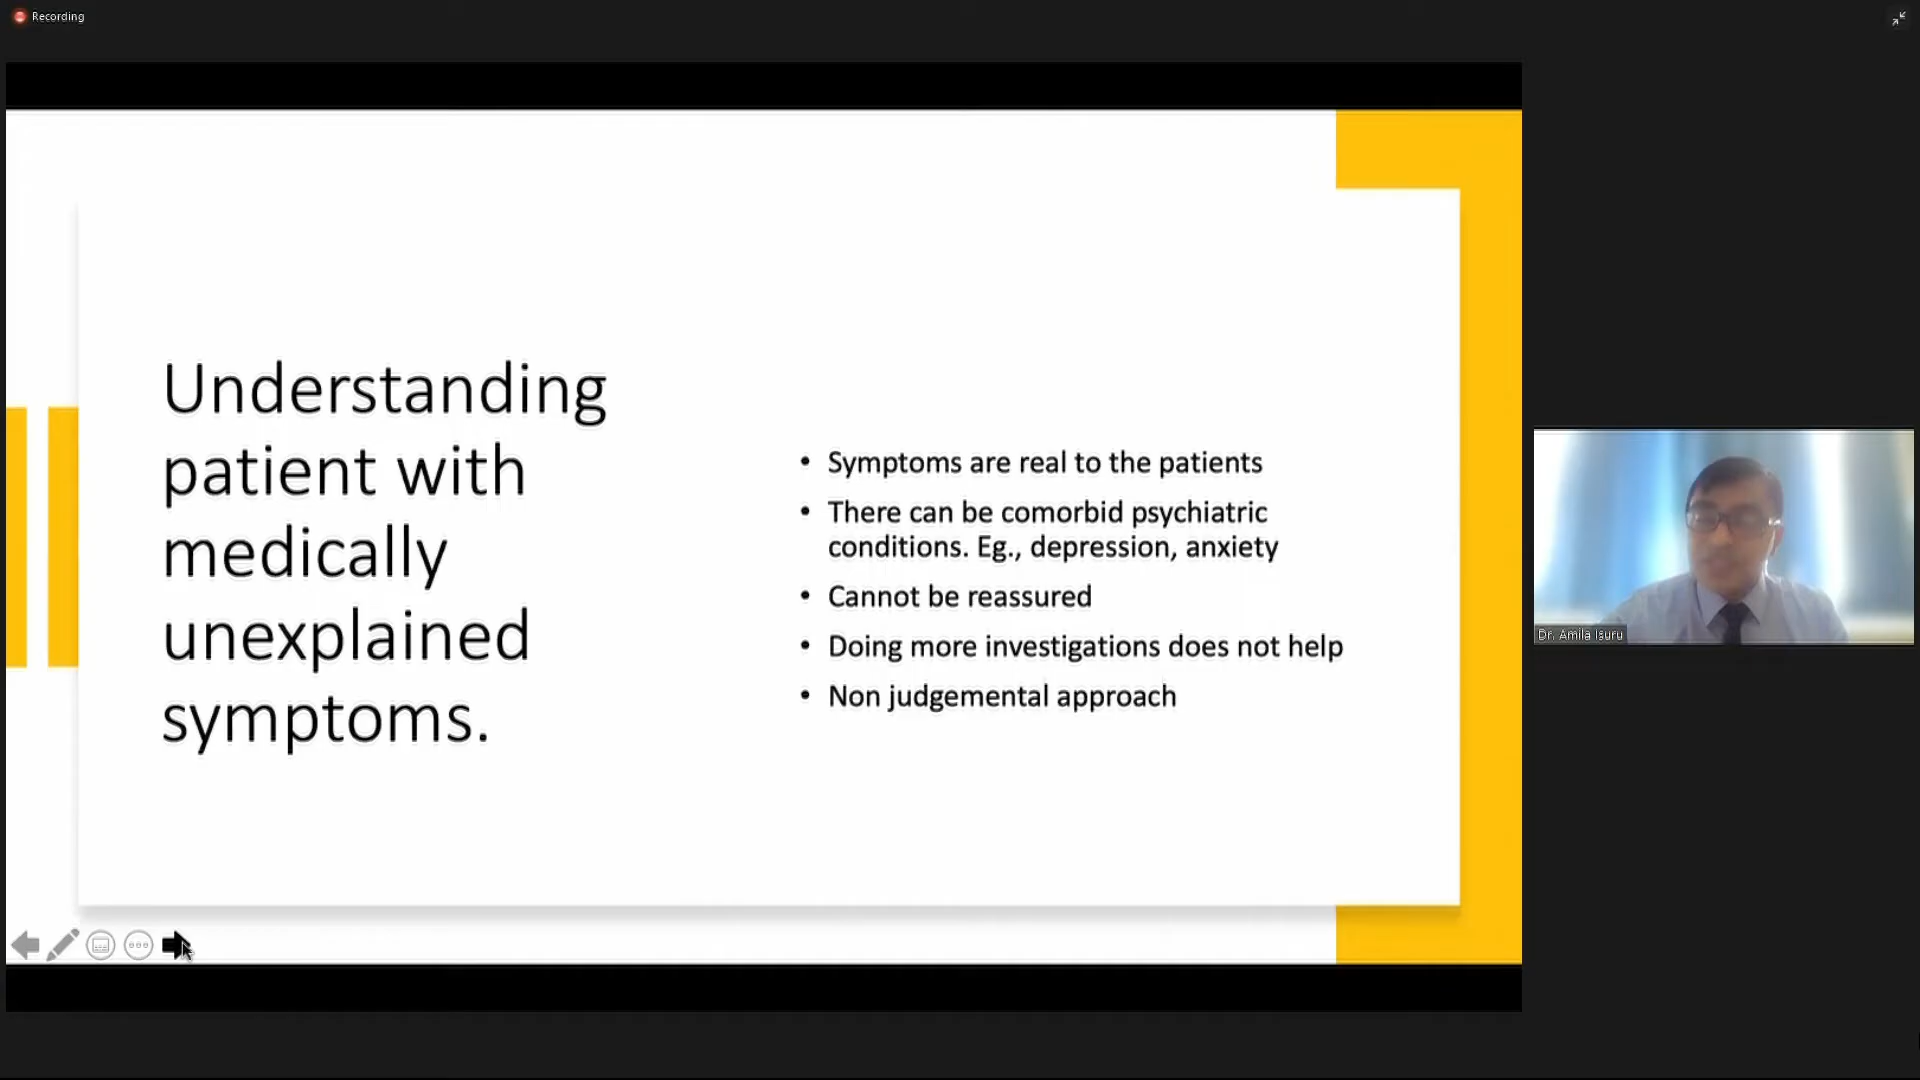 Recording
Understanding
patient with
medically
unexplained
symptoms.
• Symptoms are real to the patients
• There can be comorbid psychiatric
conditions. Eg., depression, anxiety
• Cannot be reassured
• Doing more investigations does not help
• Non judgemental approach
Dr. Amila Isuru